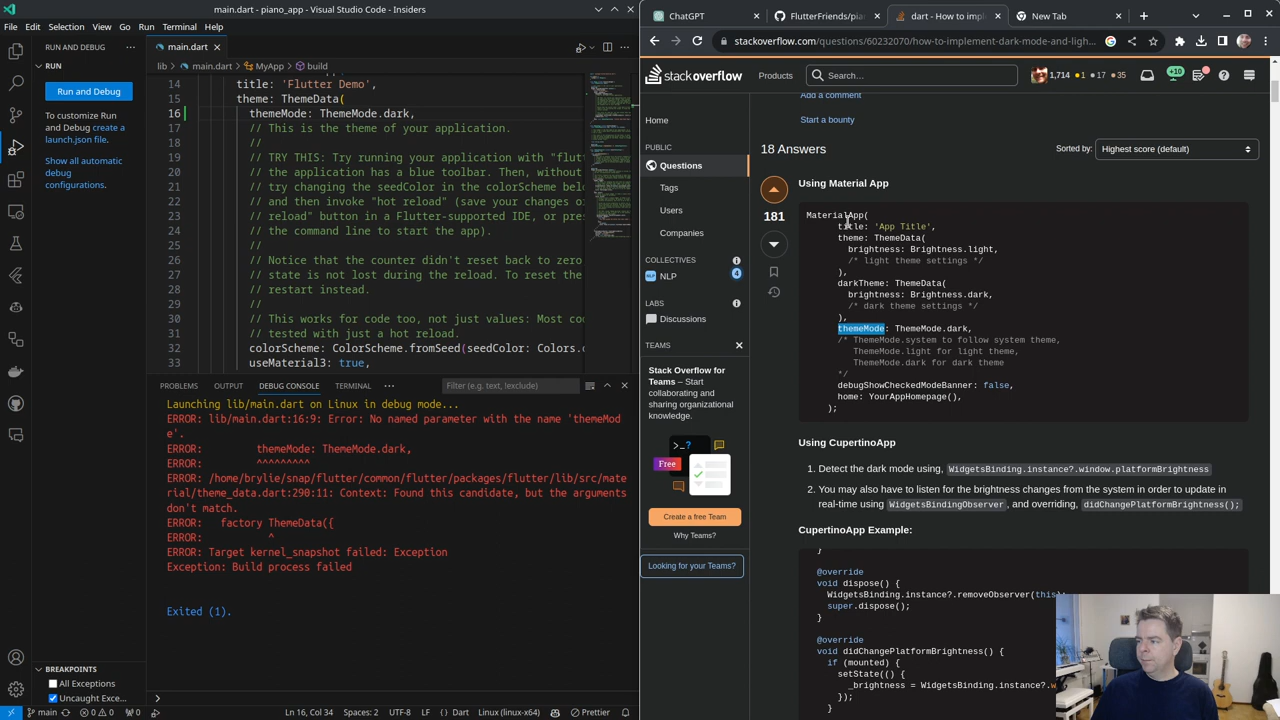 main.dart - piano_app - Visual Studio Code - Insiders
File Edit Selection View Go Run Terminal Help
RUN AND DEBUG
RUN
Run and Debug
To customize Run
and Debug create a
launch.json file.
Show all automatic
debug
configurations.
BREAKPOINTS
All Exceptions
Uncaught Exce...
main.dart
lib > main.dart > MyApp > build
14 title: 'Flutter Demo',
15 theme: ThemeData(
16 themeMode: ThemeMode.dark,
17 // This is the theme of your application.
18 //
19 // TRY THIS: Try running your application with "flut
20 // the application has a blue toolbar. Then, without
21 // try changing the seedColor in the colorScheme belo
22 // and then invoke "hot reload" (save your changes o
23 // reload" button in a Flutter-supported IDE, or pres
24 // the command line to start the app).
25 //
26 // Notice that the counter didn't reset back to zero
27 // state is not lost during the reload. To reset the
28 // restart instead.
29 //
30 // This works for code too, not just values: Most co
31 // tested with just a hot reload.
32 colorScheme: ColorScheme.fromSeed(seedColor: Colors.
33 useMaterial3: true,
PROBLEMS OUTPUT DEBUG CONSOLE TERMINAL
Filter (e.g. text, !exclude)
Launching lib/main.dart on Linux in debug mode...
ERROR: lib/main.dart:16:9: Error: No named parameter with the name 'themeMod
e'.
ERROR: themeMode: ThemeMode.dark,
ERROR: ^^^^^^^^^
ERROR: /home/brylie/snap/flutter/common/flutter/packages/flutter/lib/src/mate
rial/theme_data.dart:290:11: Context: Found this candidate, but the arguments
don't match.
ERROR: factory ThemeData({
ERROR: ^
ERROR: Target kernel_snapshot failed: Exception
Exception: Build process failed
Exited (1).
main 0 0 Ln 16, Col 34 Spaces: 2 UTF-8 LF {} Dart Linux (linux-x64) Prettier
ChatGPT
FlutterFriends/pia
dart - How to imple
New Tab
stackoverflow.com/questions/60232070/how-to-implement-dark-mode-and-ligh...
stackoverflow
Products
Search...
1,714 1 17 35
+10
Home
PUBLIC
Questions
Tags
Users
Companies
COLLECTIVES
NLP 4
LABS
Discussions
TEAMS
Stack Overflow for
Teams – Start
collaborating and
sharing organizational
knowledge.
>_?
Free
Create a free Team
Why Teams?
Looking for your Teams?
Add a comment
Start a bounty
18 Answers
Sorted by: Highest score (default)
181
Using Material App
MaterialApp(
title: 'App Title',
theme: ThemeData(
brightness: Brightness.light,
/* light theme settings */
),
darkTheme: ThemeData(
brightness: Brightness.dark,
/* dark theme settings */
),
themeMode: ThemeMode.dark,
/* ThemeMode.system to follow system theme,
ThemeMode.light for light theme,
ThemeMode.dark for dark theme
*/
debugShowCheckedModeBanner: false,
home: YourAppHomepage(),
);
Using CupertinoApp
1. Detect the dark mode using, WidgetsBinding.instance?.window.platformBrightness
2. You may also have to listen for the brightness changes from the system in order to update in
real-time using WidgetsBindingObserver, and overriding, didChangePlatformBrightness();
CupertinoApp Example:
}
@override
void dispose() {
WidgetsBinding.instance?.removeObserver(this);
super.dispose();
}
@override
void didChangePlatformBrightness() {
if (mounted) {
setState(() {
_brightness = WidgetsBinding.instance?.w
});
}